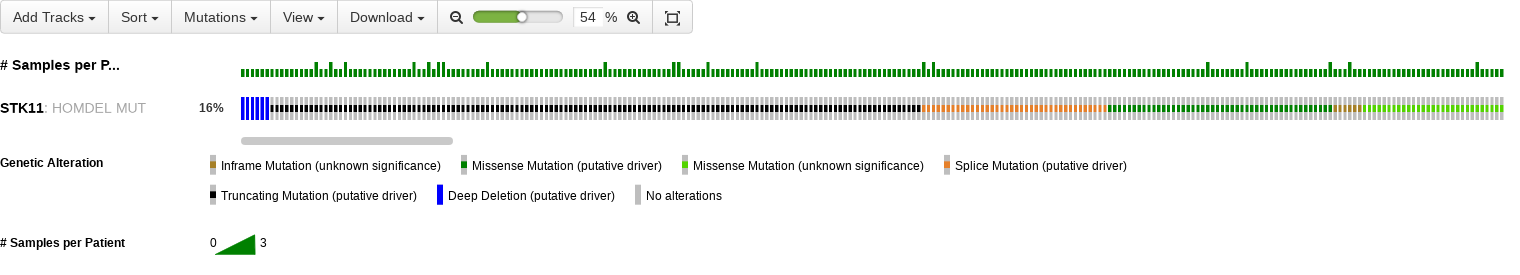 Add Tracks Sort Mutations View Download 54 %
# Samples per P...
STK11: HOMDEL MUT 16%
Genetic Alteration Inframe Mutation (unknown significance) Missense Mutation (putative driver) Missense Mutation (unknown significance) Splice Mutation (putative driver)
Truncating Mutation (putative driver) Deep Deletion (putative driver) No alterations
# Samples per Patient 0 3